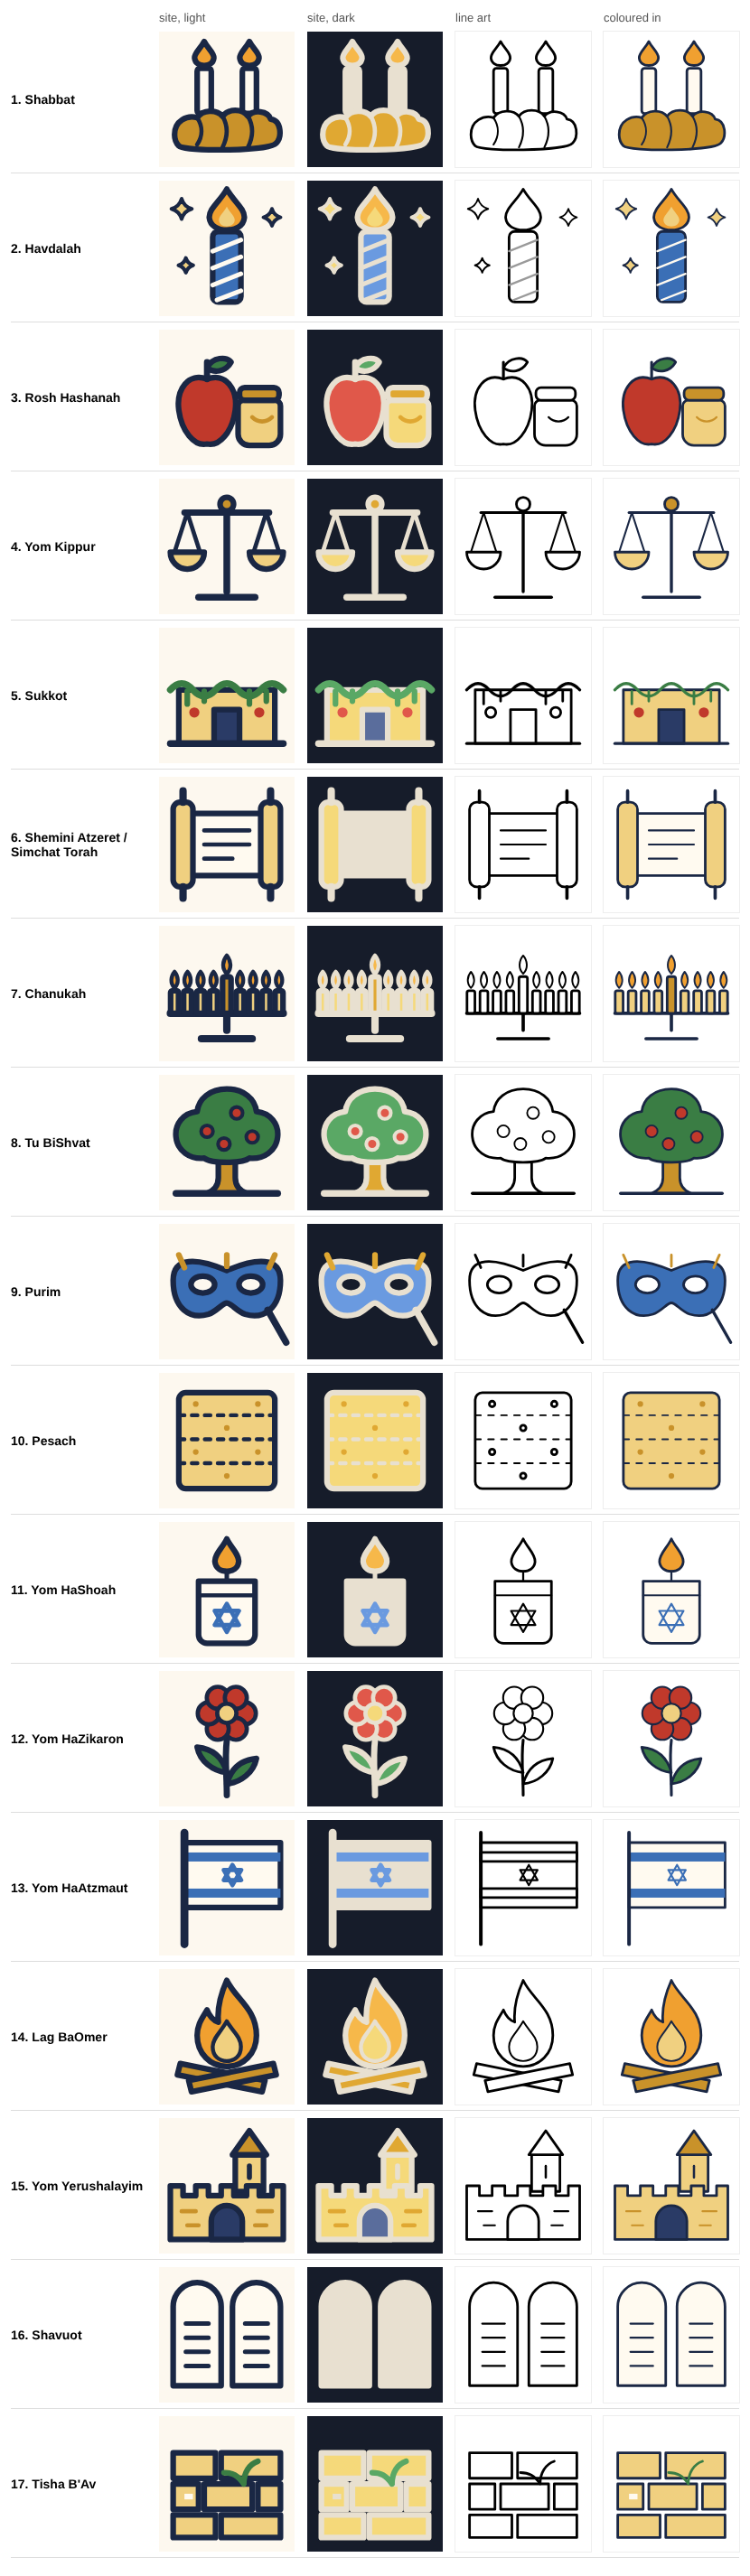 site, light site, dark line art coloured in
1. Shabbat
2. Havdalah
3. Rosh Hashanah
4. Yom Kippur
5. Sukkot
6. Shemini Atzeret /
Simchat Torah
7. Chanukah
8. Tu BiShvat
9. Purim
10. Pesach
11. Yom HaShoah
12. Yom HaZikaron
13. Yom HaAtzmaut
14. Lag BaOmer
15. Yom Yerushalayim
16. Shavuot
17. Tisha B'Av